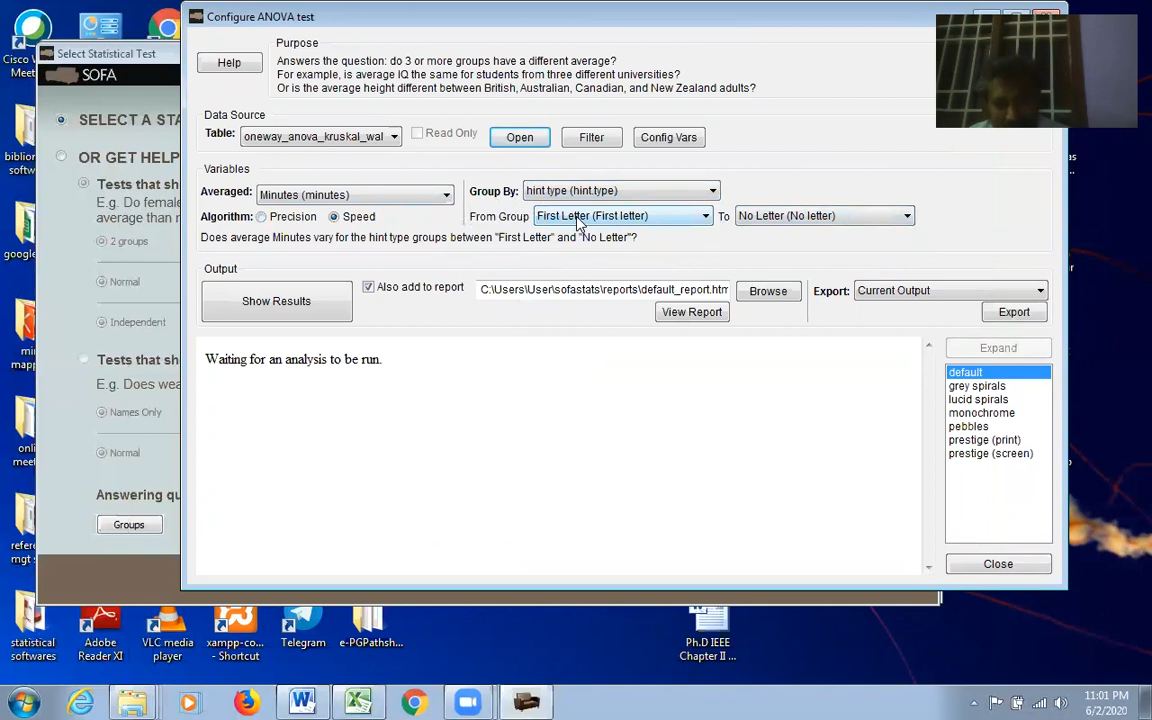 Configure ANOVA test
Cisco W
Meet
Select Statistical Test
SOFA
Help
Purpose
Answers the question: do 3 or more groups have a different average?
For example, is average IQ the same for students from three different universities?
Or is the average height different between British, Australian, Canadian, and New Zealand adults?
Data Source
Table:
oneway_anova_kruskal_wal
Read Only
Open
Filter
Config Vars
SELECT A STA
OR GET HELP
Tests that sh
E.g. Do female
average than r
2 groups
Normal
Independent
Tests that sh
E.g. Does wea
Names Only
Normal
Answering qu
Groups
Variables
Averaged:
Minutes (minutes)
Group By:
hint type (hint.type)
Algorithm:
Precision
Speed
From Group
First Letter (First letter)
To
No Letter (No letter)
Does average Minutes vary for the hint type groups between "First Letter" and "No Letter"?
Output
Show Results
Also add to report
C:\Users\User\sofastats\reports\default_report.htm
Browse
View Report
Export:
Current Output
Export
Waiting for an analysis to be run.
Expand
default
grey spirals
lucid spirals
monochrome
pebbles
prestige (print)
prestige (screen)
Close
biblio
google
min
mapp
onl
meet
refere
mgt s
statistical
softwares
Adobe
Reader XI
VLC media
player
xampp-co...
- Shortcut
Telegram
e-PGPathsh...
Ph.D IEEE
Chapter II ...
11:01 PM
6/2/2020